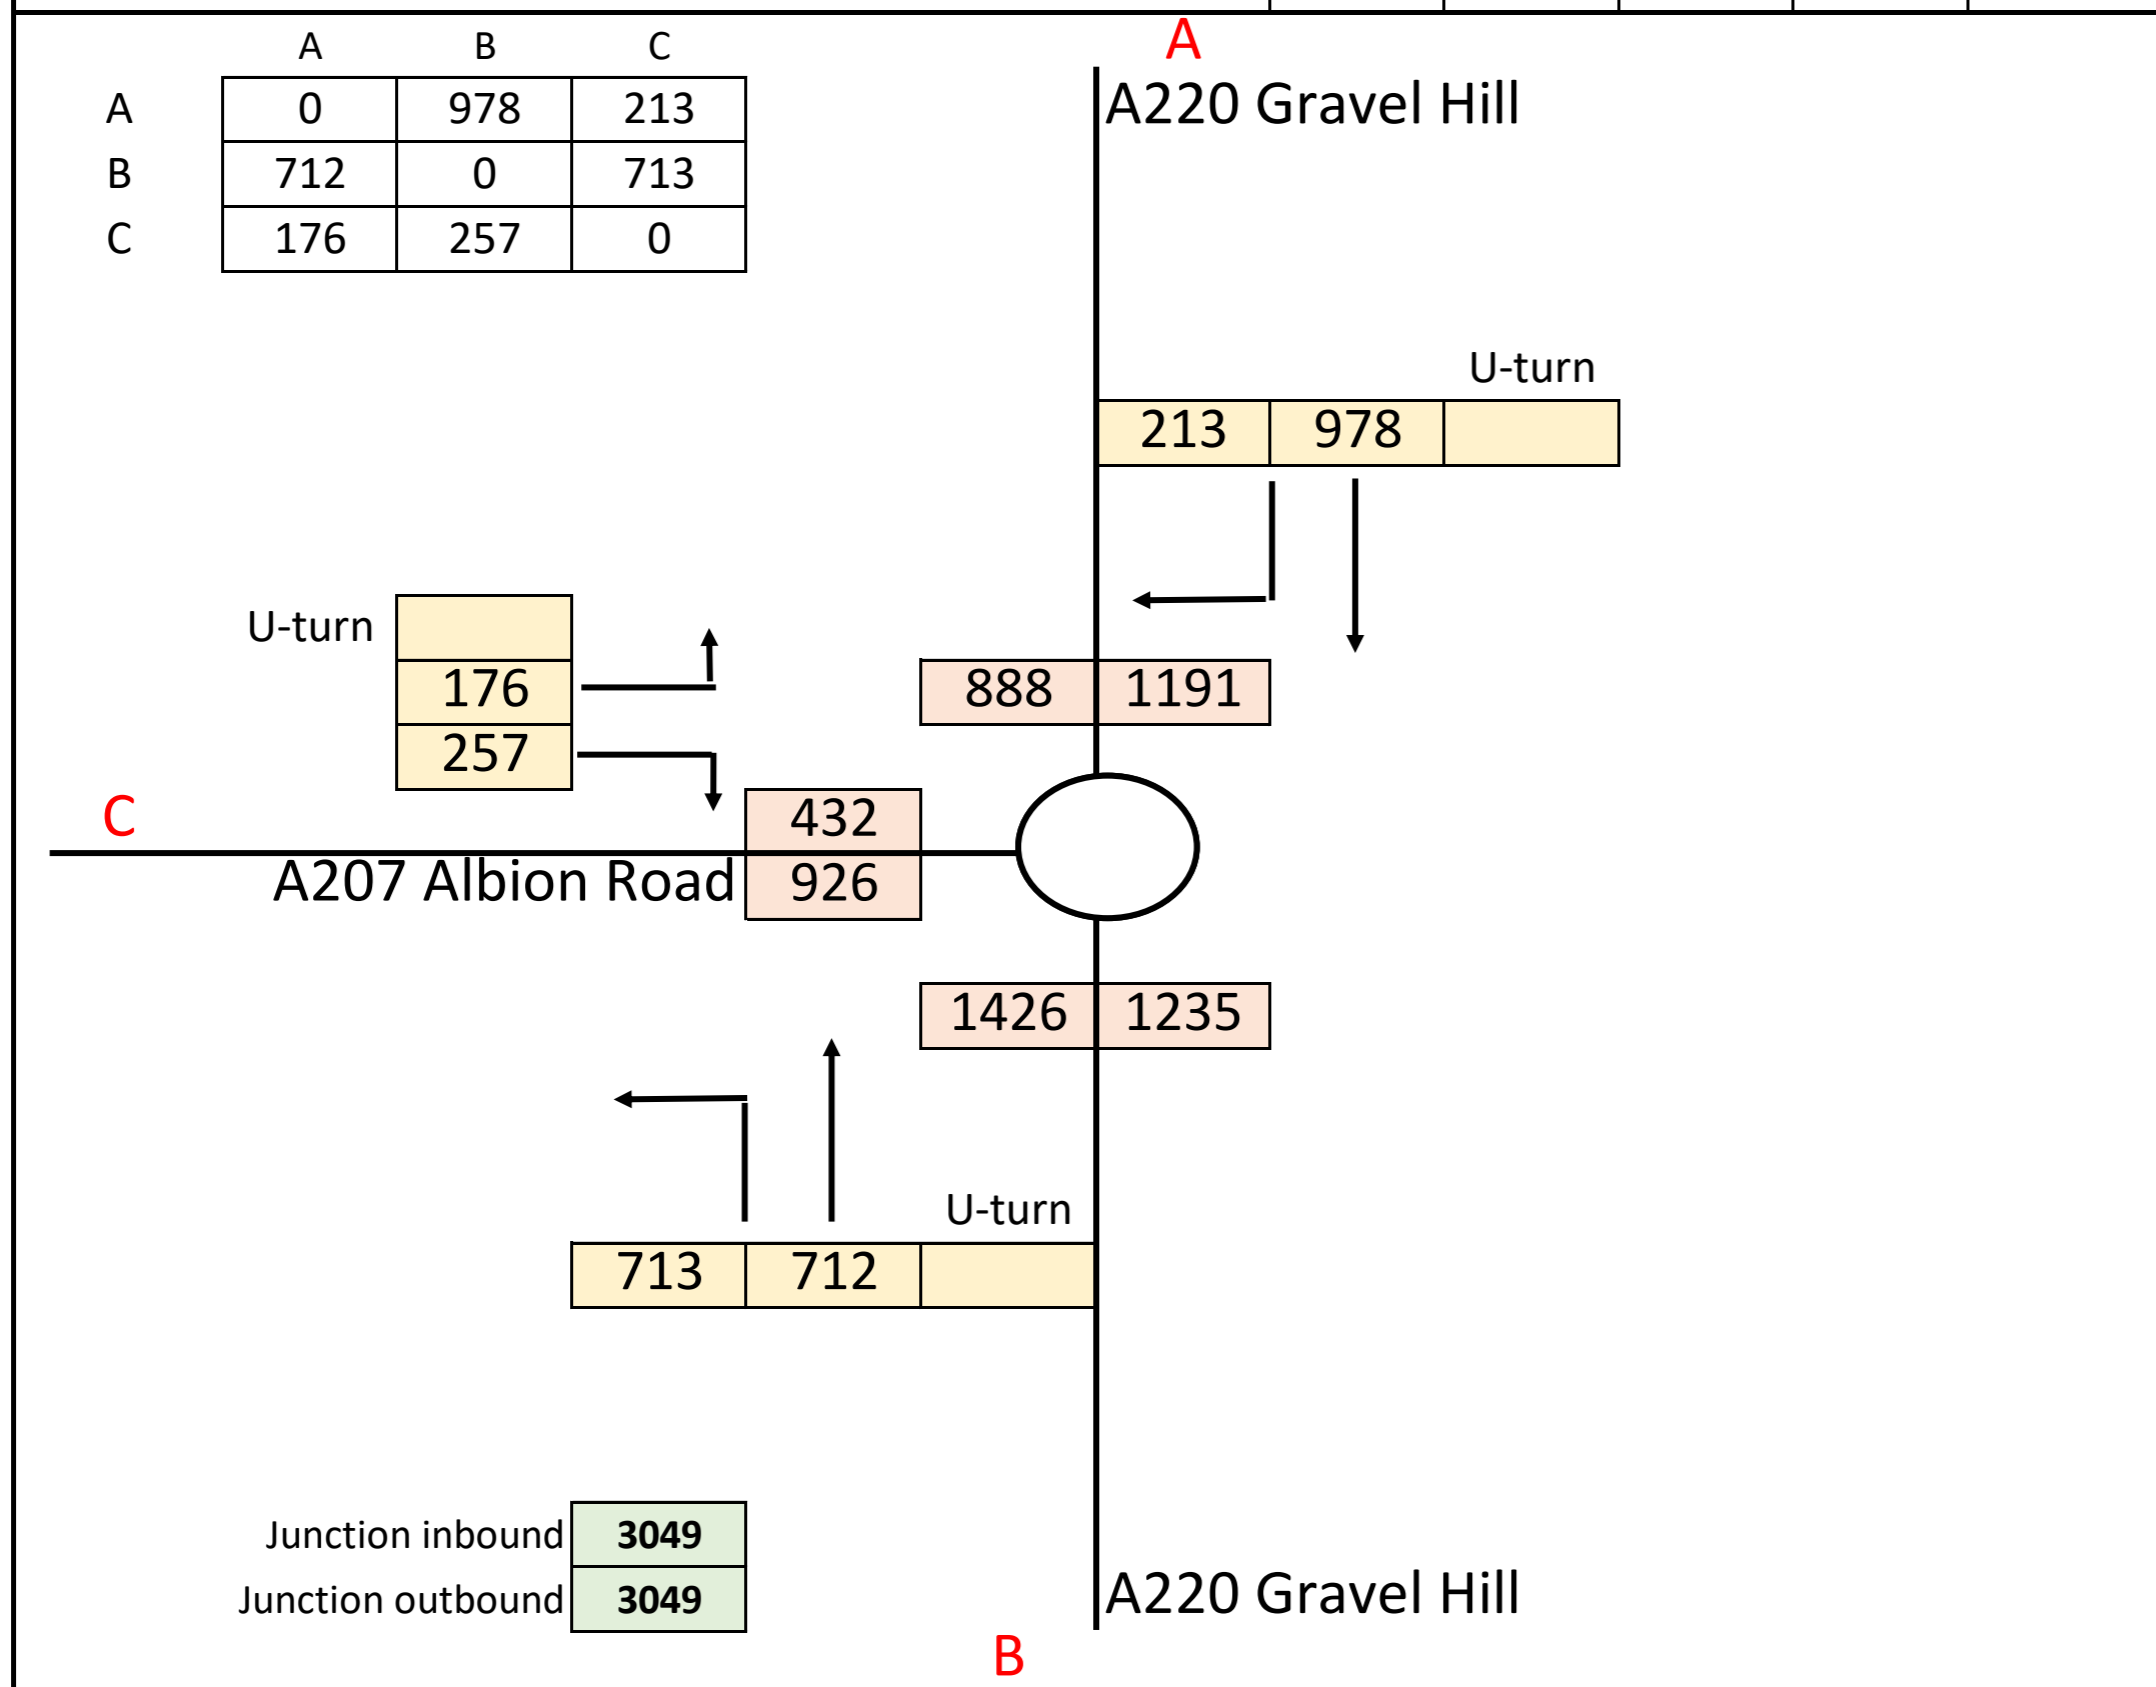 A B C
A 0 978 213
B 712 0 713
C 176 257 0
A
A220 Gravel Hill
U-turn
213 978
U-turn
176
257
888 1191
C
432
A207 Albion Road 926
1426 1235
U-turn
713 712
Junction inbound 3049
Junction outbound 3049
A220 Gravel Hill
B